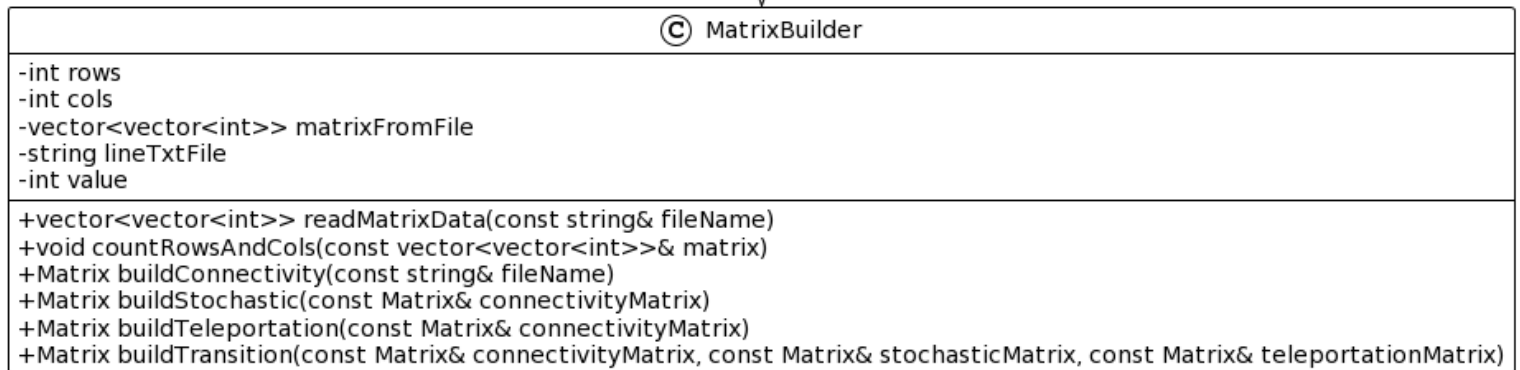 C MatrixBuilder
-int rows
-int cols
-vector<vector<int>> matrixFromFile
-string lineTxtFile
-int value
+vector<vector<int>> readMatrixData(const string& fileName)
+void countRowsAndCols(const vector<vector<int>>& matrix)
+Matrix buildConnectivity(const string& fileName)
+Matrix buildStochastic(const Matrix& connectivityMatrix)
+Matrix buildTeleportation(const Matrix& connectivityMatrix)
+Matrix buildTransition(const Matrix& connectivityMatrix, const Matrix& stochasticMatrix, const Matrix& teleportationMatrix)